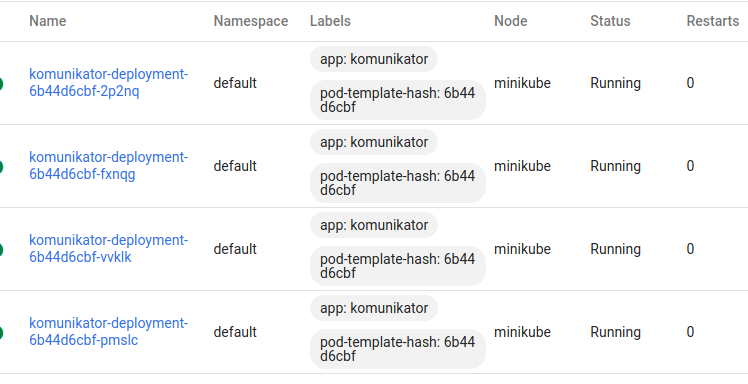 Name Namespace Labels Node Status Restarts
app: komunikator
komunikator-deployment-
6b44d6cbf-2p2nq
default
pod-template-hash: 6b44
d6cbf
minikube Running 0
app: komunikator
komunikator-deployment-
6b44d6cbf-fxnqg
default
pod-template-hash: 6b44
d6cbf
minikube Running 0
app: komunikator
komunikator-deployment-
6b44d6cbf-vvklk
default
pod-template-hash: 6b44
d6cbf
minikube Running 0
app: komunikator
komunikator-deployment-
6b44d6cbf-pmslc
default
pod-template-hash: 6b44
d6cbf
minikube Running 0